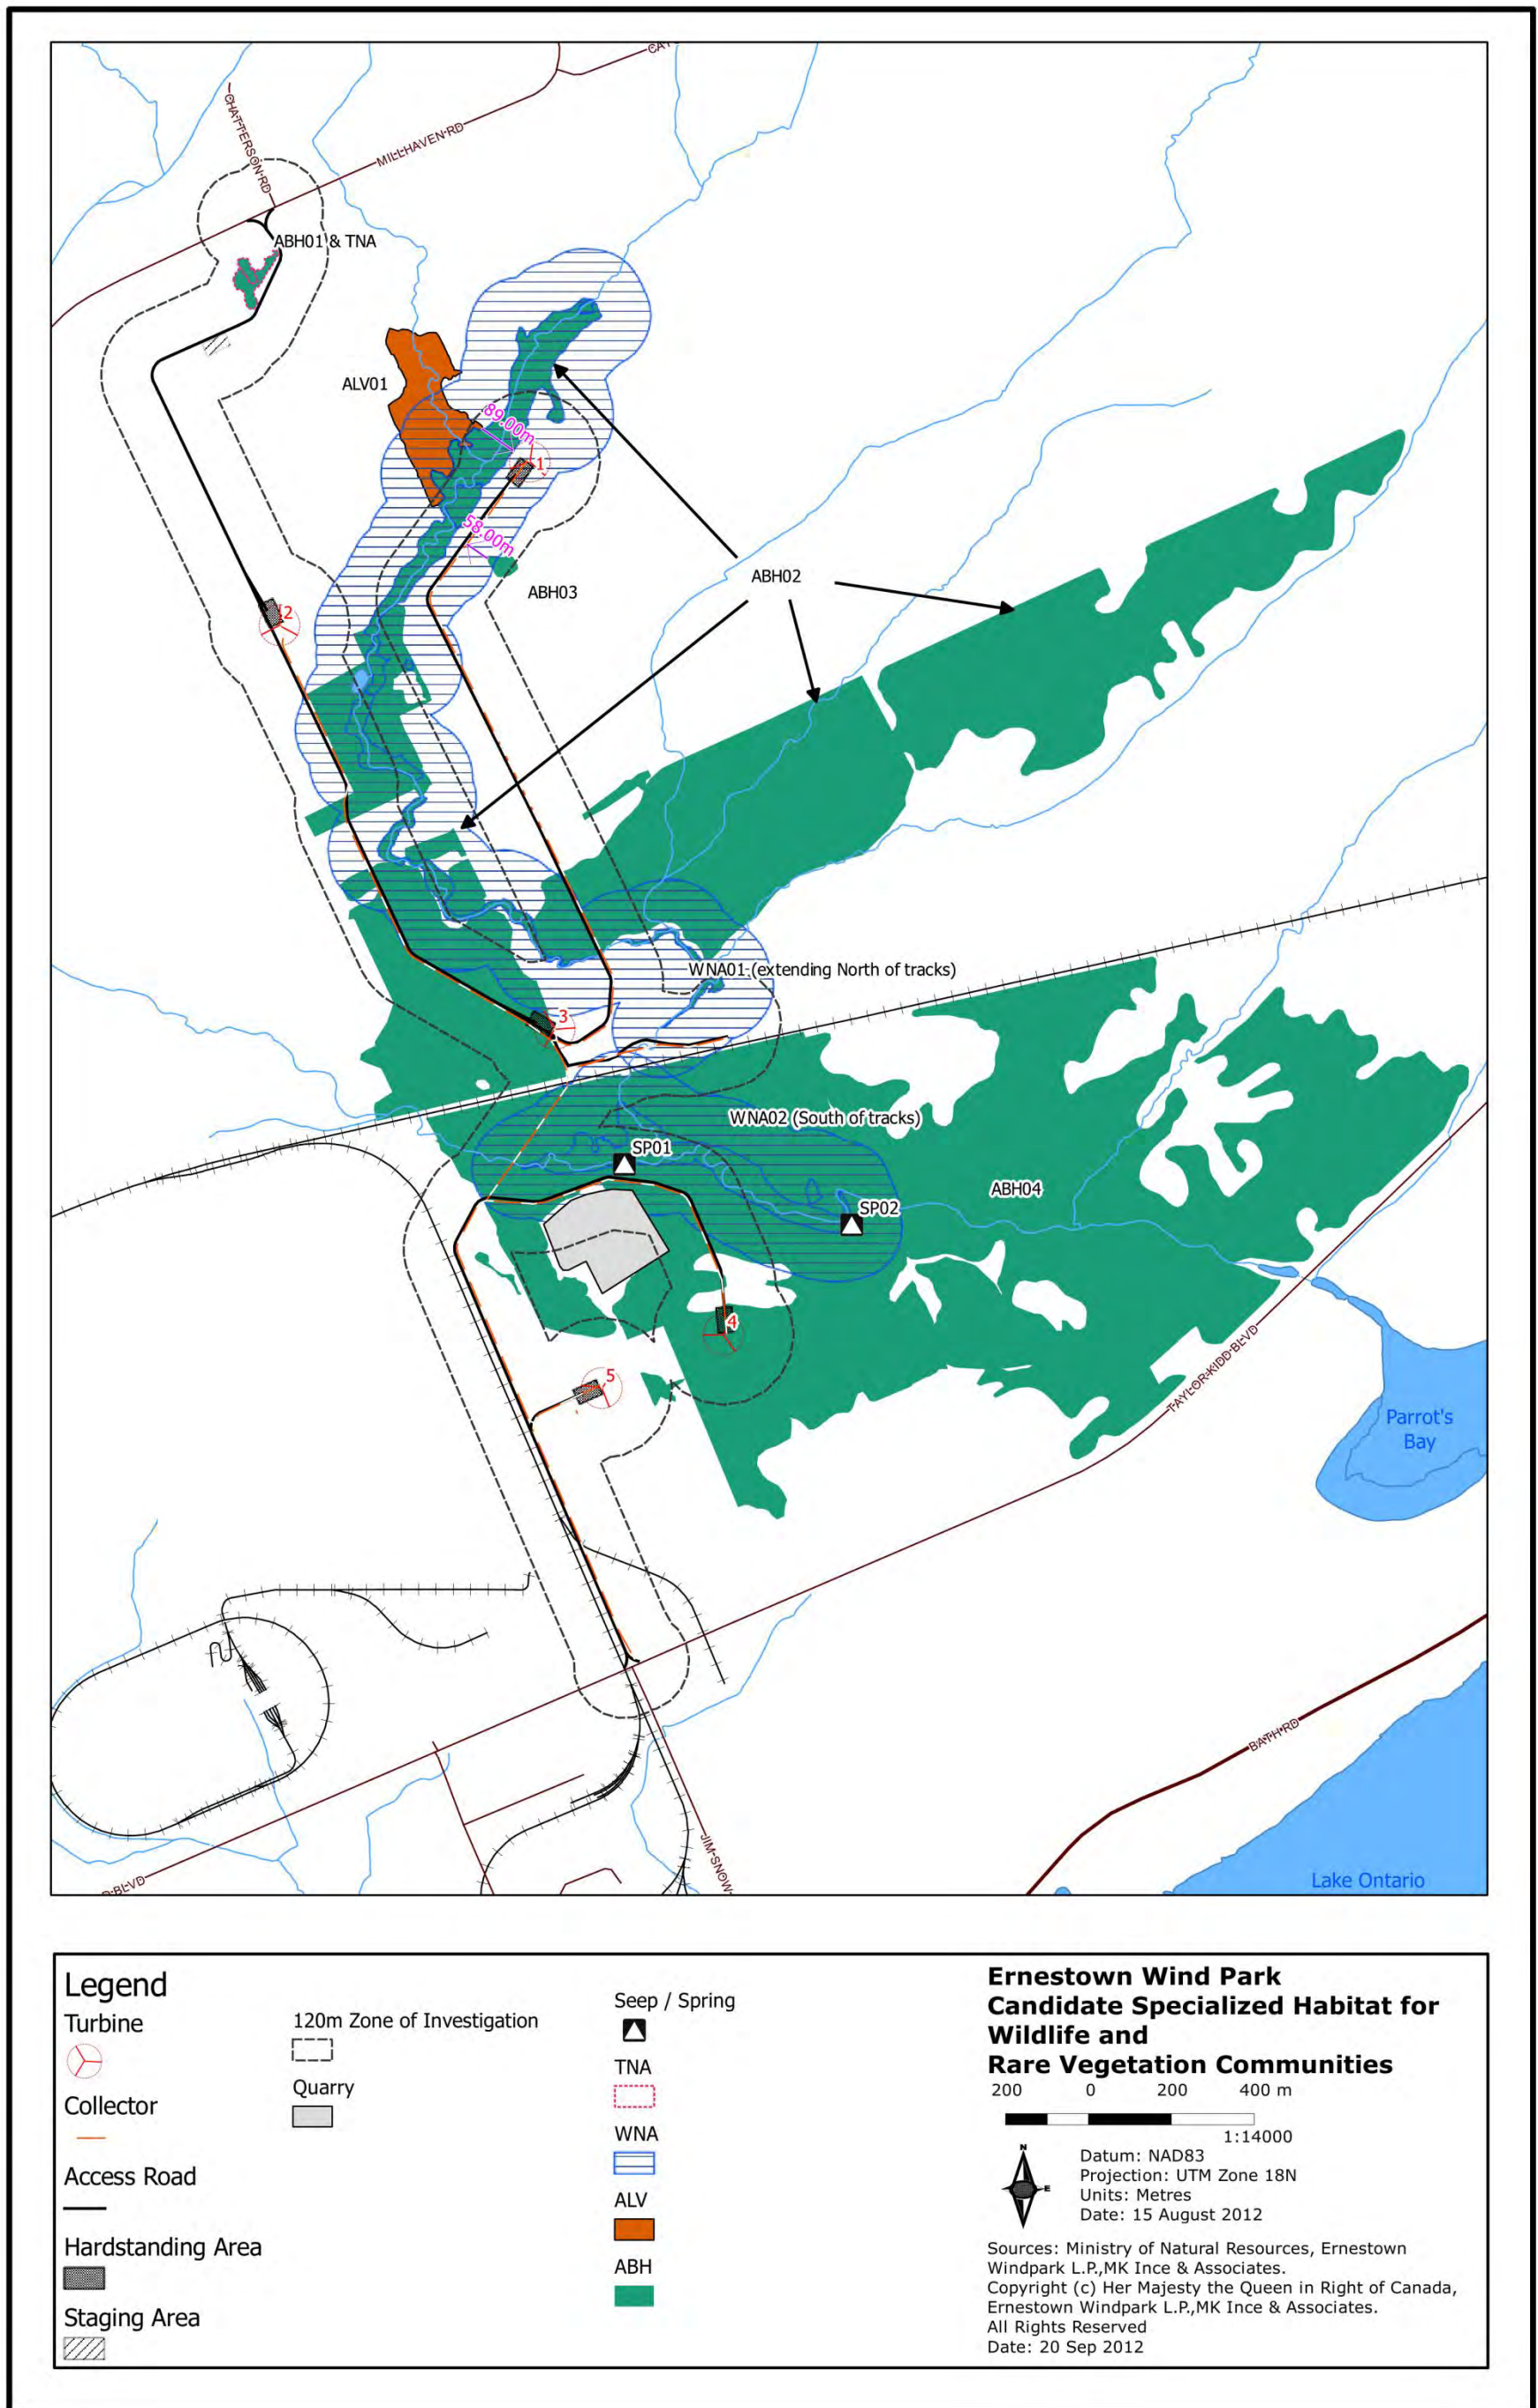 CAT
CHATTERSON RD
MILLHAVEN RD
ABH01 & TNA
ALV01
89.00m
1
58.00m
ABH02
ABH03
2
WNA01 (extending North of tracks)
3
WNA02 (South of tracks)
SP01
ABH04
SP02
4
TAYLOR-KIDD BLVD
5
Parrot's
Bay
BATH RD
JIM SNOW
Lake Ontario
D BLVD
Legend
Turbine
Collector
Access Road
Hardstanding Area
Staging Area
120m Zone of Investigation
Quarry
Seep / Spring
TNA
WNA
ALV
ABH
Ernestown Wind Park
Candidate Specialized Habitat for
Wildlife and
Rare Vegetation Communities
200 0 200 400 m
1:14000
N
E
Datum: NAD83
Projection: UTM Zone 18N
Units: Metres
Date: 15 August 2012
Sources: Ministry of Natural Resources, Ernestown
Windpark L.P.,MK Ince & Associates.
Copyright (c) Her Majesty the Queen in Right of Canada,
Ernestown Windpark L.P.,MK Ince & Associates.
All Rights Reserved
Date: 20 Sep 2012